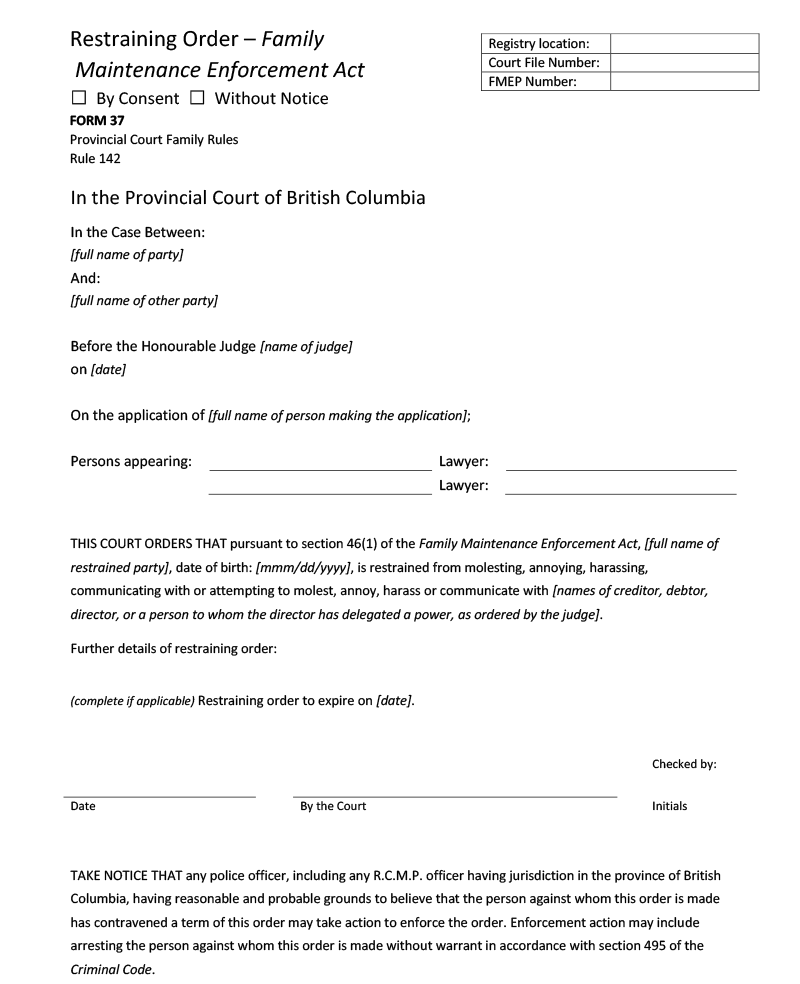 Restraining Order – Family
Maintenance Enforcement Act
☐ By Consent ☐ Without Notice
FORM 37
Provincial Court Family Rules
Rule 142
Registry location:
Court File Number:
FMEP Number:
In the Provincial Court of British Columbia
In the Case Between:
[full name of party]
And:
[full name of other party]
Before the Honourable Judge [name of judge]
on [date]
On the application of [full name of person making the application];
Persons appearing: Lawyer:
Lawyer:
THIS COURT ORDERS THAT pursuant to section 46(1) of the Family Maintenance Enforcement Act, [full name of
restrained party], date of birth: [mmm/dd/yyyy], is restrained from molesting, annoying, harassing,
communicating with or attempting to molest, annoy, harass or communicate with [names of creditor, debtor,
director, or a person to whom the director has delegated a power, as ordered by the judge].
Further details of restraining order:
(complete if applicable) Restraining order to expire on [date].
Checked by:
Date By the Court Initials
TAKE NOTICE THAT any police officer, including any R.C.M.P. officer having jurisdiction in the province of British
Columbia, having reasonable and probable grounds to believe that the person against whom this order is made
has contravened a term of this order may take action to enforce the order. Enforcement action may include
arresting the person against whom this order is made without warrant in accordance with section 495 of the
Criminal Code.